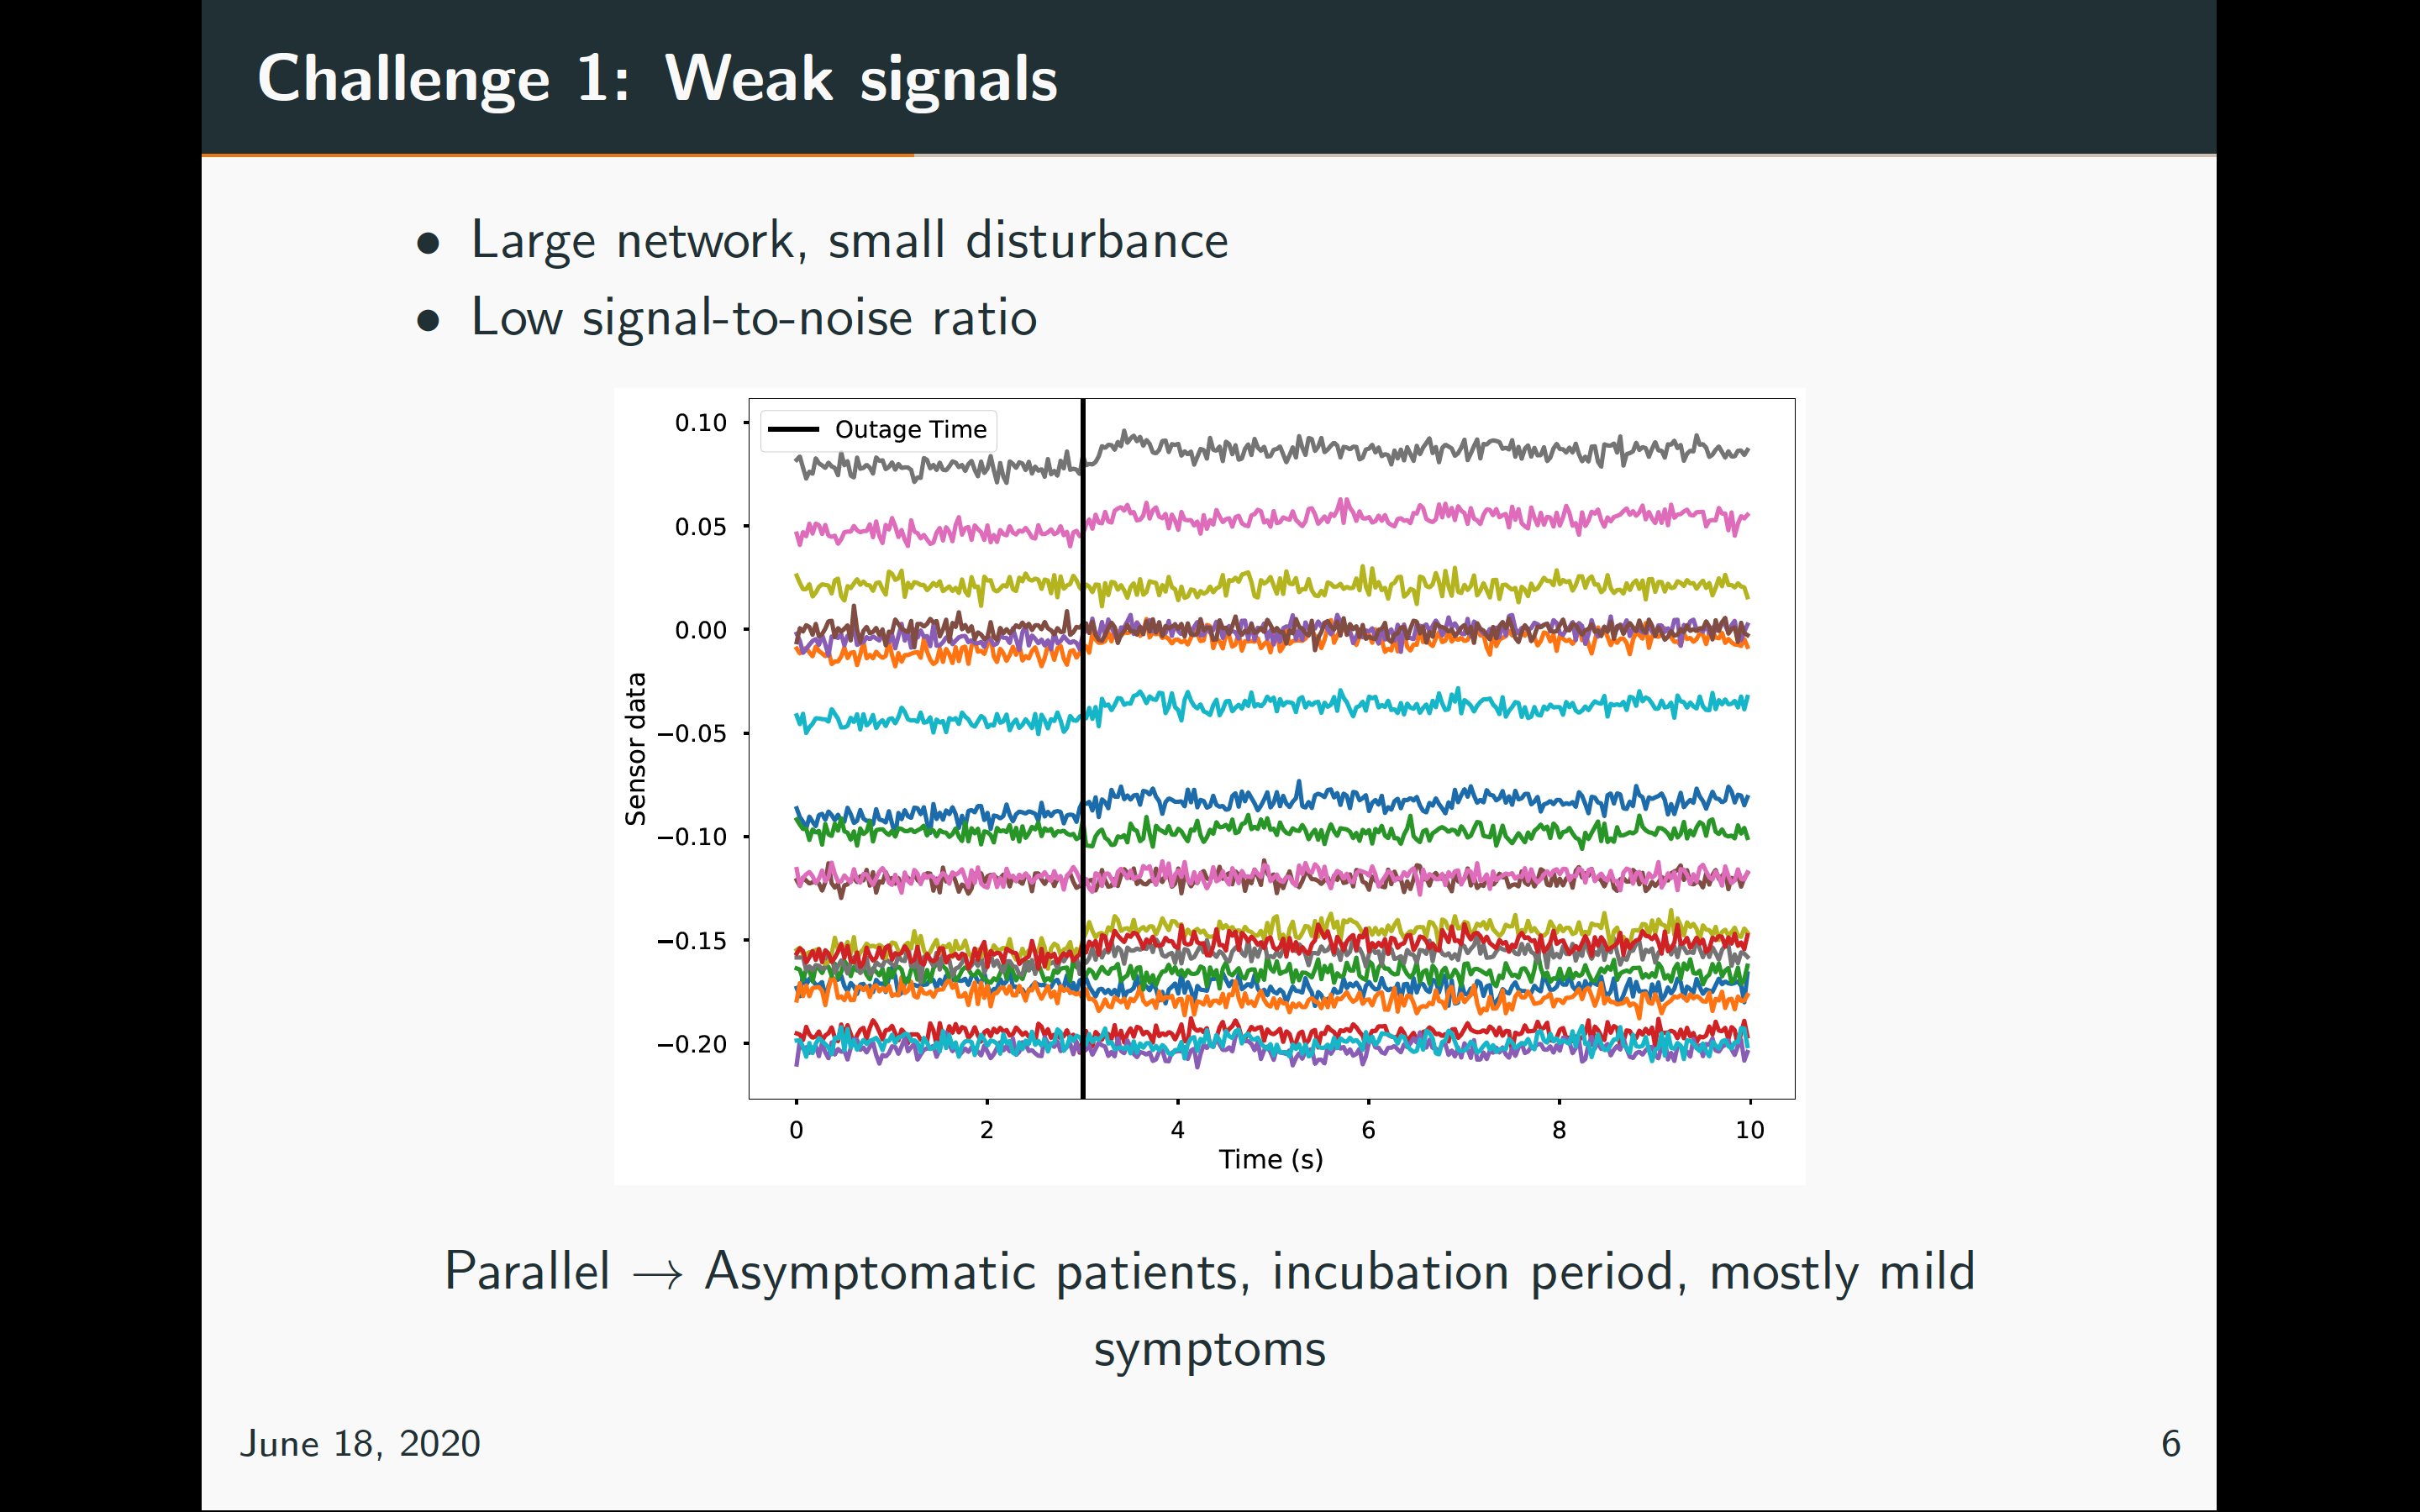 Challenge 1: Weak signals
• Large network, small disturbance
• Low signal-to-noise ratio
Outage Time
0.10
0.05
0.00
−0.05
−0.10
−0.15
−0.20
Sensor data
0 2 4 6 8 10
Time (s)
Parallel → Asymptomatic patients, incubation period, mostly mild
symptoms
June 18, 2020 6